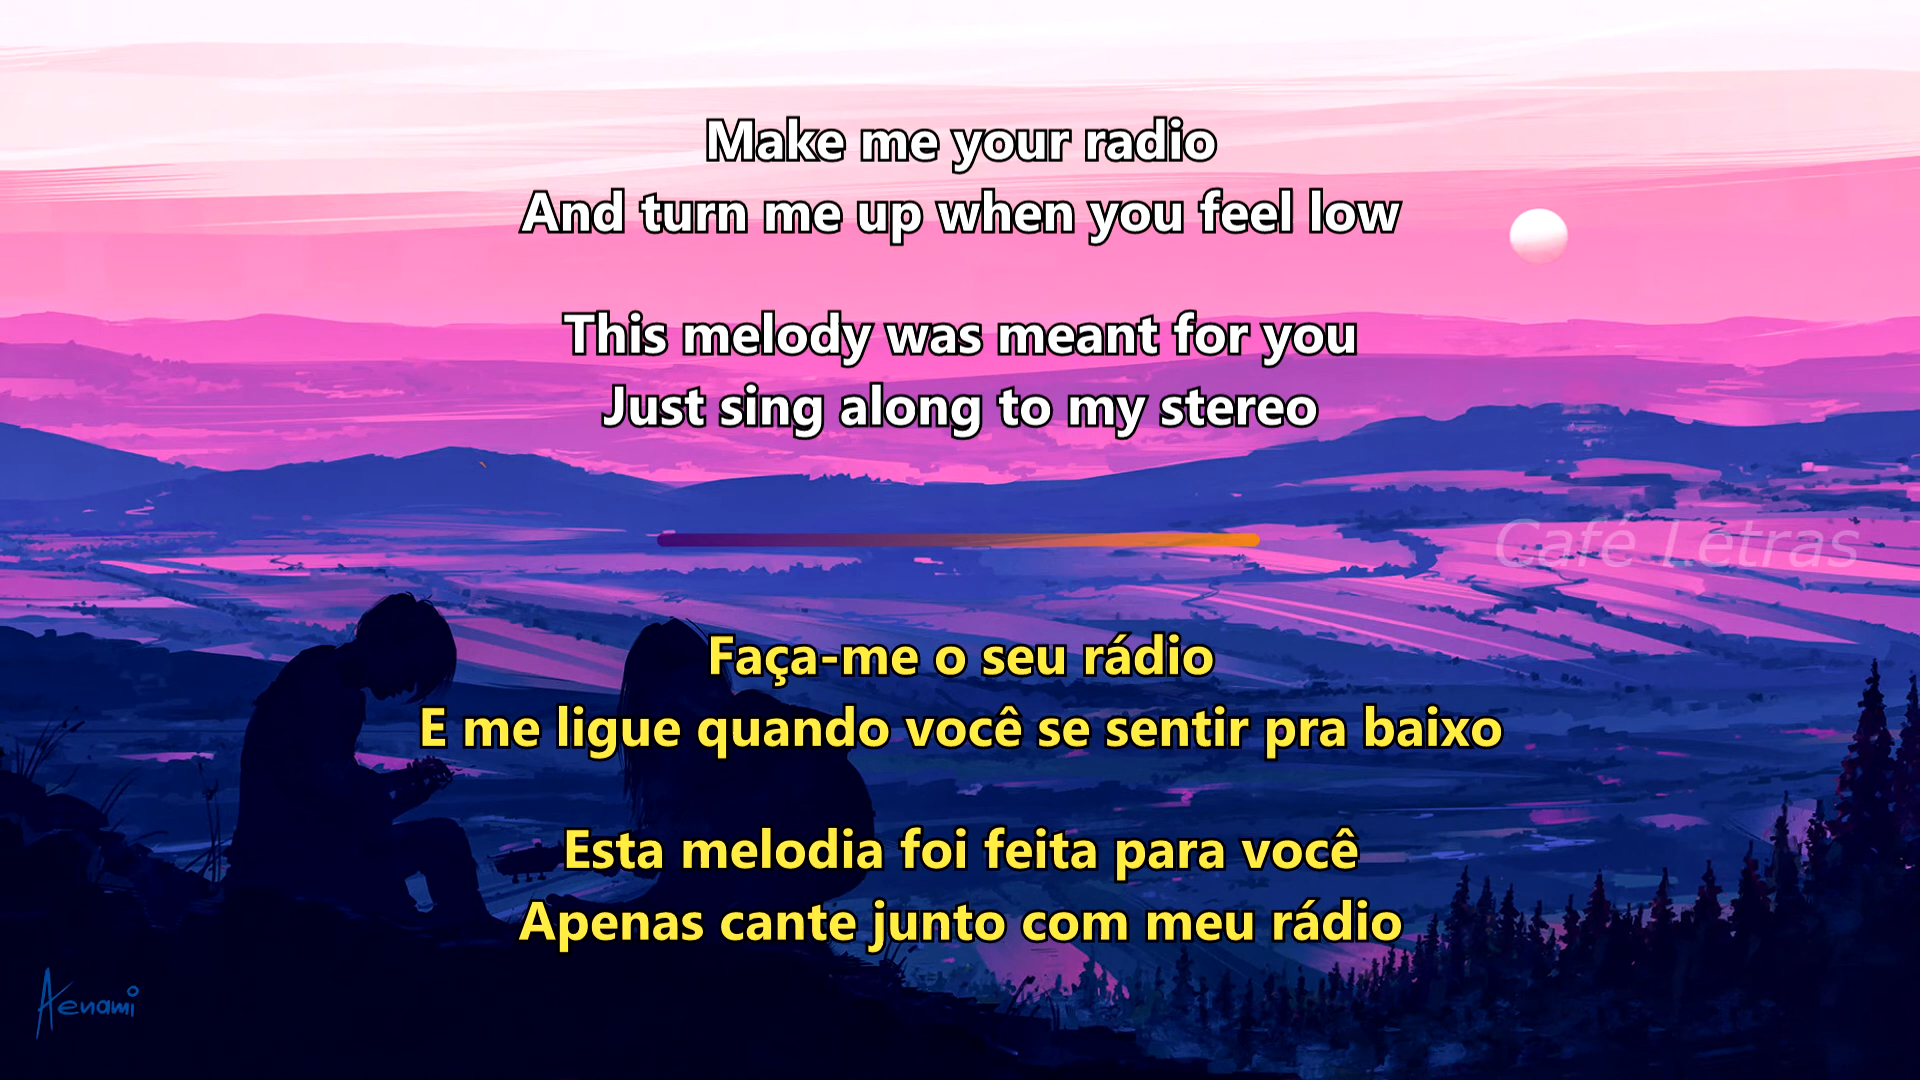 Make me your radio
And turn me up when you feel low
This melody was meant for you
Just sing along to my stereo
Café Letras
Faça-me o seu rádio
E me ligue quando você se sentir pra baixo
Esta melodia foi feita para você
Apenas cante junto com meu rádio
Aenami